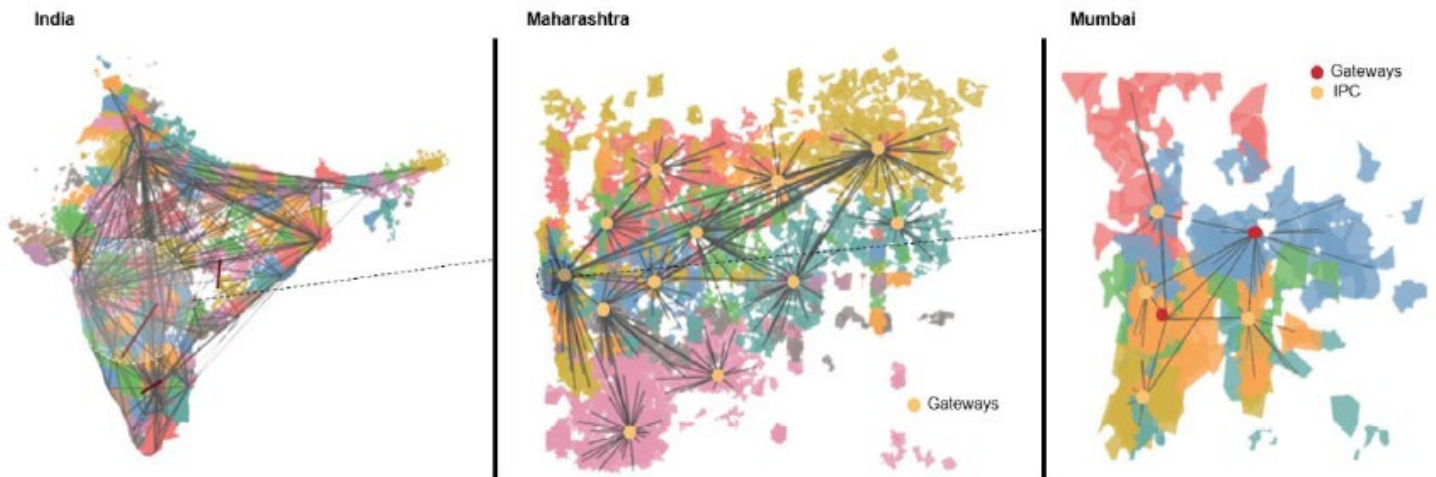 India
Maharashtra
Mumbai
Gateways
IPC
Gateways